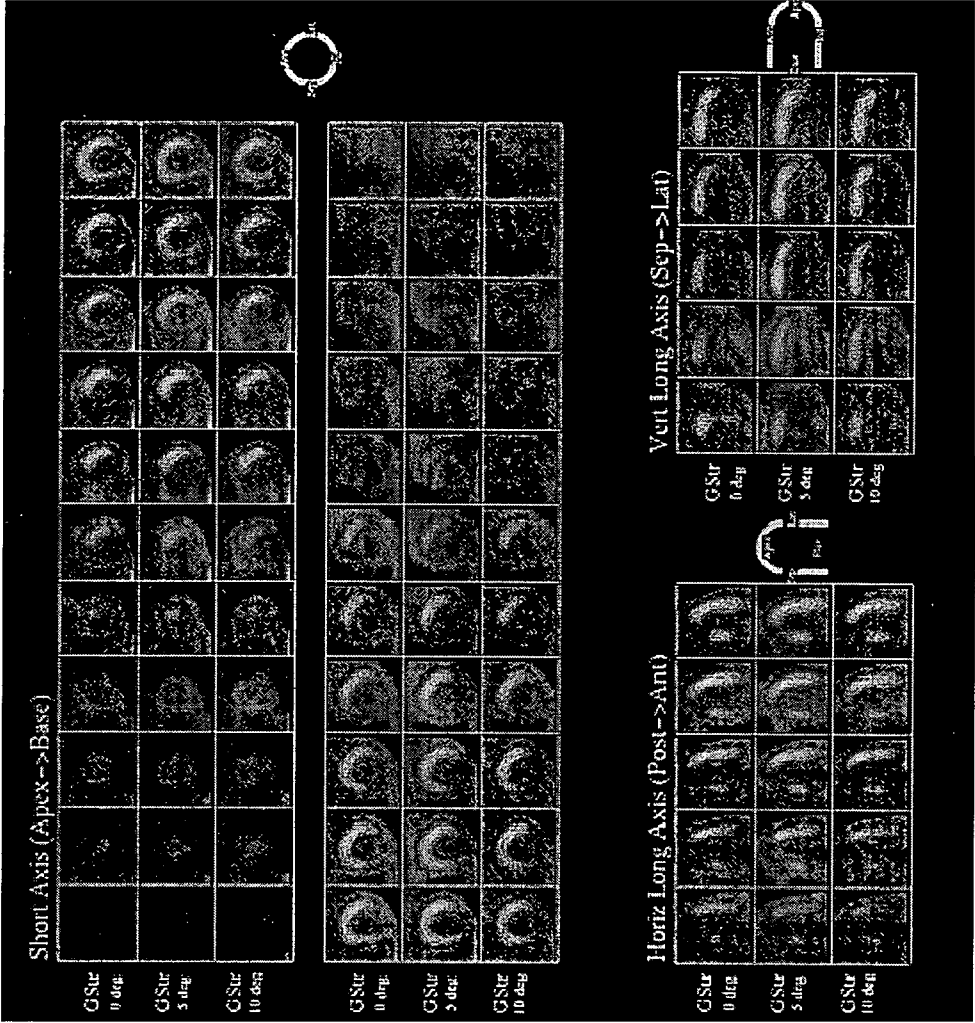 Short Axis (Apex-->Base)
GStr
0 deg
GStr
5 deg
GStr
10 deg
GStr
0 deg
GStr
5 deg
GStr
10 deg
Horiz Long Axis (Post-->Ant)
GStr
0 deg
GStr
5 deg
GStr
10 deg
Vert Long Axis (Sep-->Lat)
GStr
0 deg
GStr
5 deg
GStr
10 deg